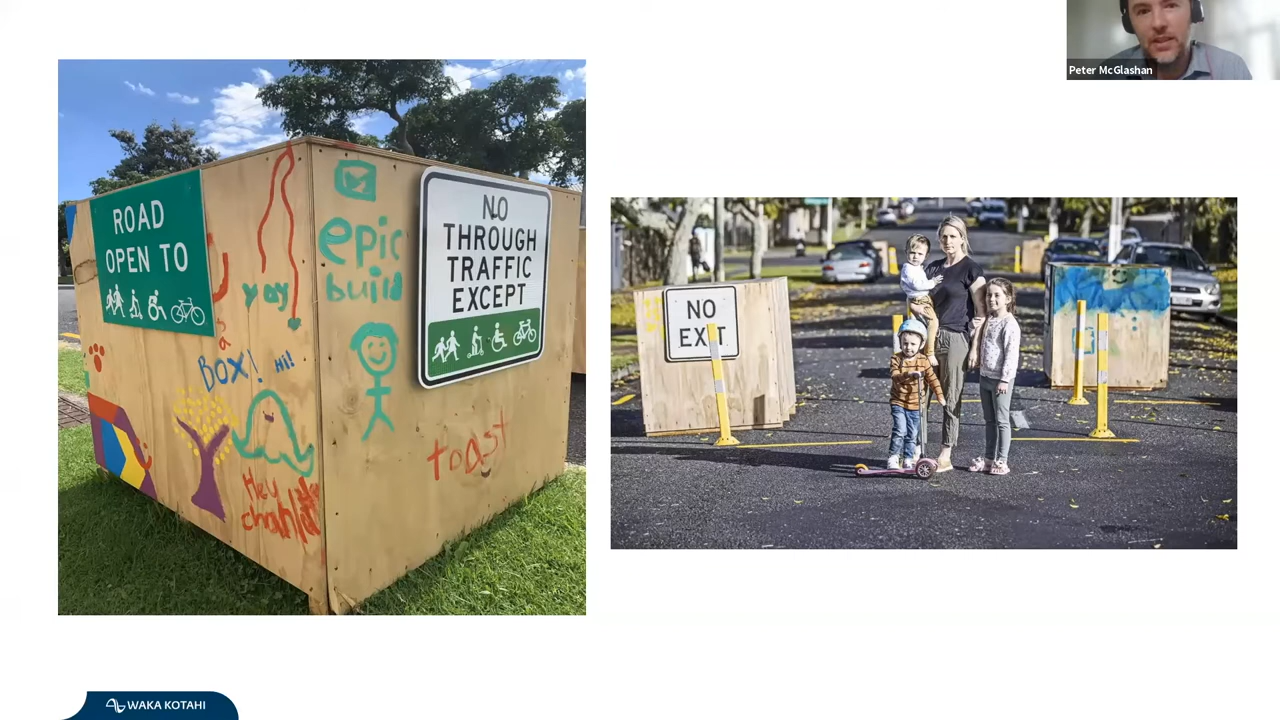 Peter McGlashan
ROAD
OPEN TO
yay
a
BOX!
Hi!
Hey
epic
build
toast
NO
THROUGH
TRAFFIC
EXCEPT
NO
EXIT
WAKA KOTAHI